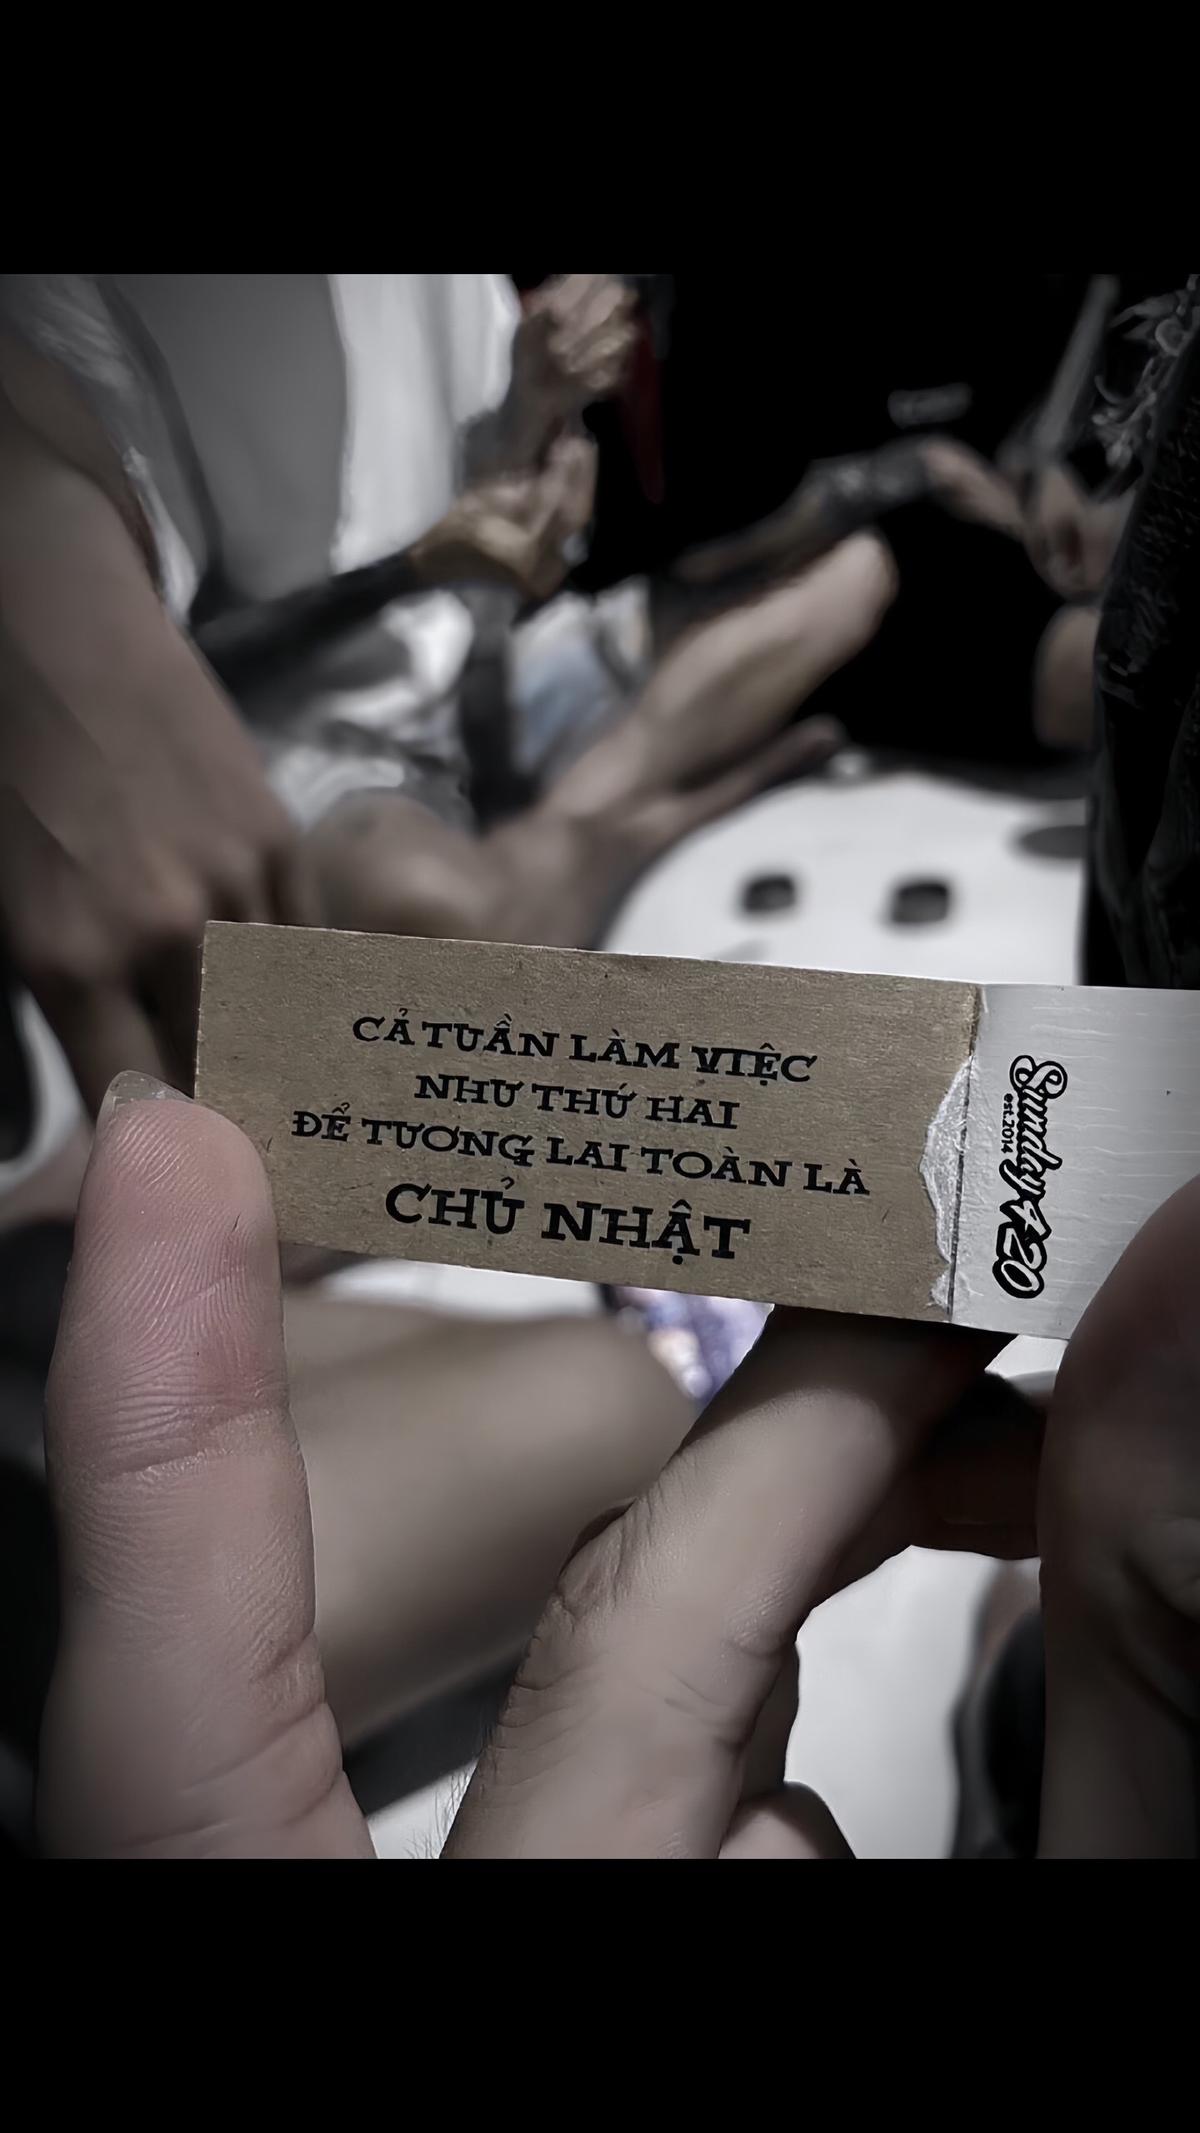 CẢ TUẦN LÀM VIỆC
NHƯ THỨ HAI
ĐỂ TƯƠNG LAI TOÀN LÀ
CHỦ NHẬT
Sunday420
est.2014